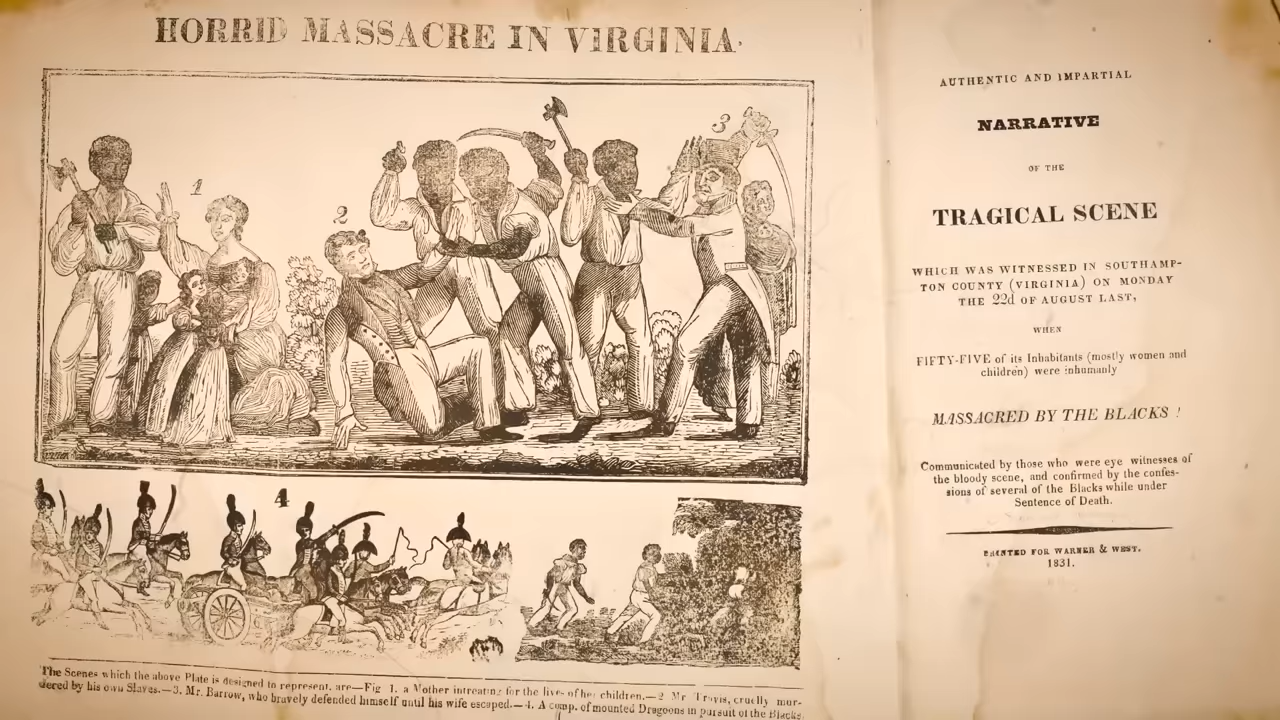 HORRID MASSACRE IN VIRGINIA.
1
2
3
4
The Scenes which the above Plate is designed to represent, are—Fig 1. a Mother intreating for the lives of her children.—2 Mr. Travis, cruelly mur-
dered by his own Slaves.—3. Mr. Barrow, who bravely defended himself until his wife escaped.—4. A comp. of mounted Dragoons in pursuit of the Blacks.
AUTHENTIC AND IMPARTIAL
NARRATIVE
OF THE
TRAGICAL SCENE
WHICH WAS WITNESSED IN SOUTHAMP-
TON COUNTY (VIRGINIA) ON MONDAY
THE 22d OF AUGUST LAST,
WHEN
FIFTY-FIVE of its Inhabitants (mostly women and
children) were inhumanly
MASSACRED BY THE BLACKS !
Communicated by those who were eye witnesses of
the bloody scene, and confirmed by the confes-
sions of several of the Blacks while under
Sentence of Death.
PRINTED FOR WARNER & WEST.
1831.